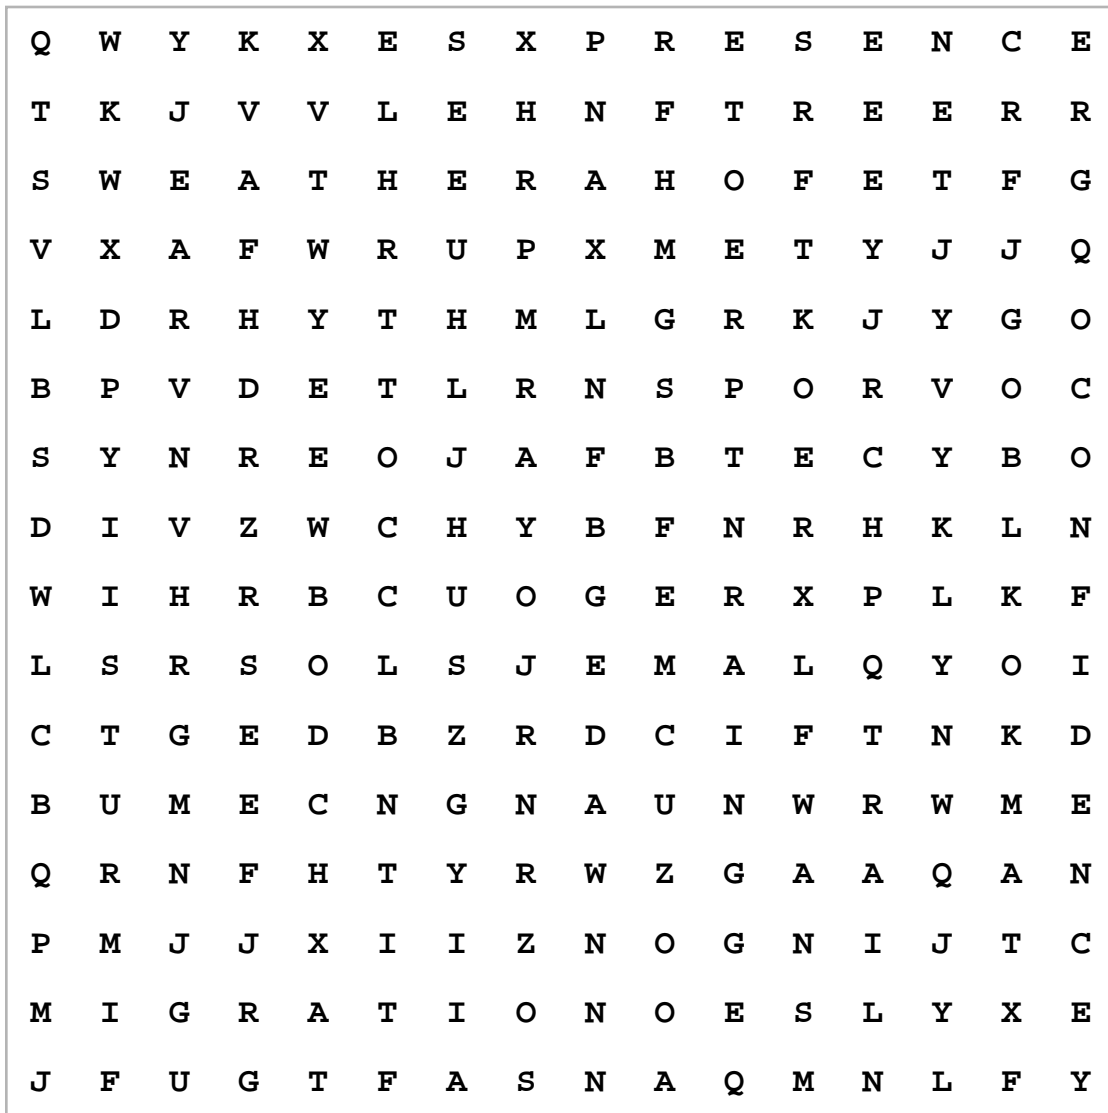 Q W Y K X E S X P R E S E N C E
T K J V V L E H N F T R E E R R
S W E A T H E R A H O F E T F G
V X A F W R U P X M E T Y J J Q
L D R H Y T H M L G R K J Y G O
B P V D E T L R N S P O R V O C
S Y N R E O J A F B T E C Y B O
D I V Z W C H Y B F N R H K L N
W I H R B C U O G E R X P L K F
L S R S O L S J E M A L Q Y O I
C T G E D B Z R D C I F T N K D
B U M E C N G N A U N W R W M E
Q R N F H T Y R W Z G A A Q A N
P M J J X I I Z N O G N I J T C
M I G R A T I O N O E S L Y X E
J F U G T F A S N A Q M N L F Y